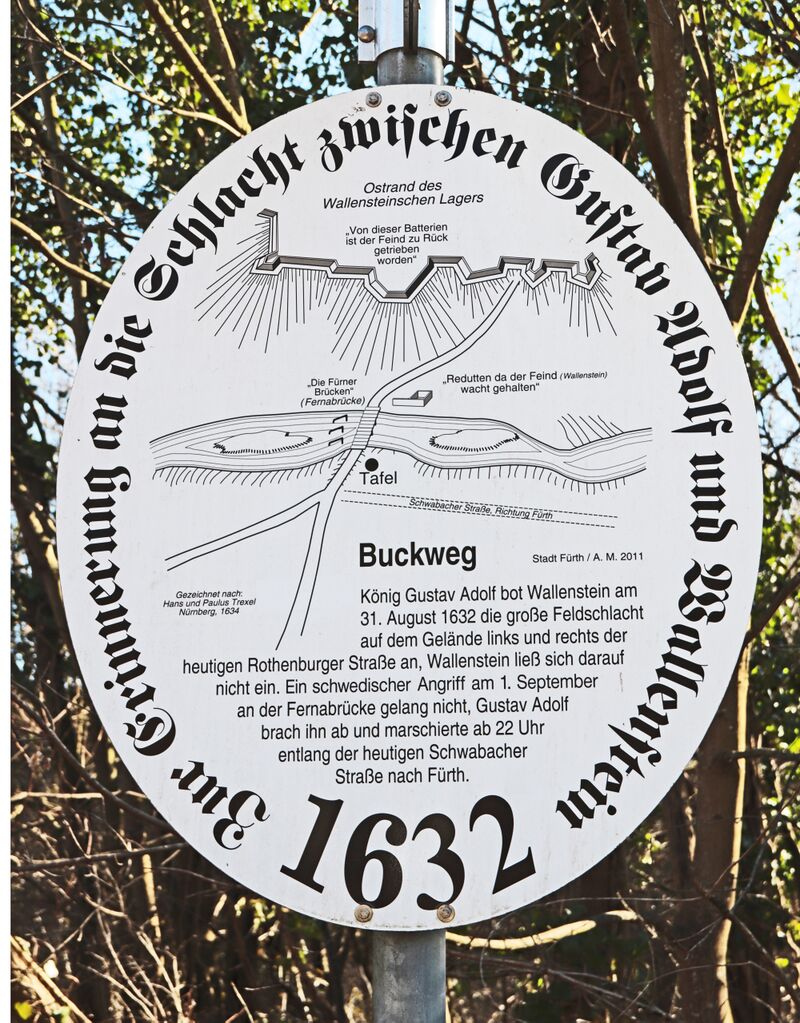 Zur Erinnerung an die Schlacht zwischen Gustav Adolf und Wallenstein
Ostrand des
Wallensteinschen Lagers
„Von dieser Batterien
ist der Feind zu Rück
getrieben
worden“
„Die Fürner
Brücken“
(Fernabrücke)
„Redutten da der Feind (Wallenstein)
wacht gehalten“
Tafel
Schwabacher Straße, Richtung Fürth
Buckweg
Stadt Fürth / A. M. 2011
Gezeichnet nach:
Hans und Paulus Trexel
Nürnberg, 1634
König Gustav Adolf bot Wallenstein am
31. August 1632 die große Feldschlacht
auf dem Gelände links und rechts der
heutigen Rothenburger Straße an, Wallenstein ließ sich darauf
nicht ein. Ein schwedischer Angriff am 1. September
an der Fernabrücke gelang nicht, Gustav Adolf
brach ihn ab und marschierte ab 22 Uhr
entlang der heutigen Schwabacher
Straße nach Fürth.
1632